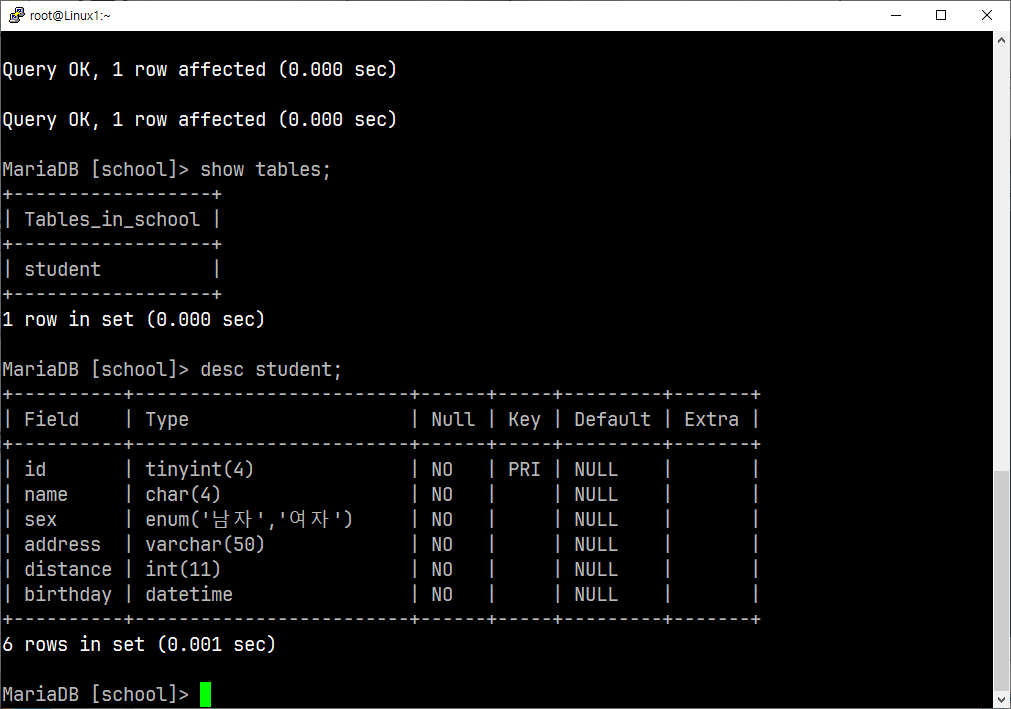 root@Linux1:~
Query OK, 1 row affected (0.000 sec)
Query OK, 1 row affected (0.000 sec)
MariaDB [school]> show tables;
+------------------+
| Tables_in_school |
+------------------+
| student          |
+------------------+
1 row in set (0.000 sec)
MariaDB [school]> desc student;
+----------+-------------------------+------+-----+---------+-------+
| Field    | Type                    | Null | Key | Default | Extra |
+----------+-------------------------+------+-----+---------+-------+
| id       | tinyint(4)              | NO   | PRI | NULL    |       |
| name     | char(4)                 | NO   |     | NULL    |       |
| sex      | enum('남자','여자')     | NO   |     | NULL    |       |
| address  | varchar(50)             | NO   |     | NULL    |       |
| distance | int(11)                 | NO   |     | NULL    |       |
| birthday | datetime                | NO   |     | NULL    |       |
+----------+-------------------------+------+-----+---------+-------+
6 rows in set (0.001 sec)
MariaDB [school]>